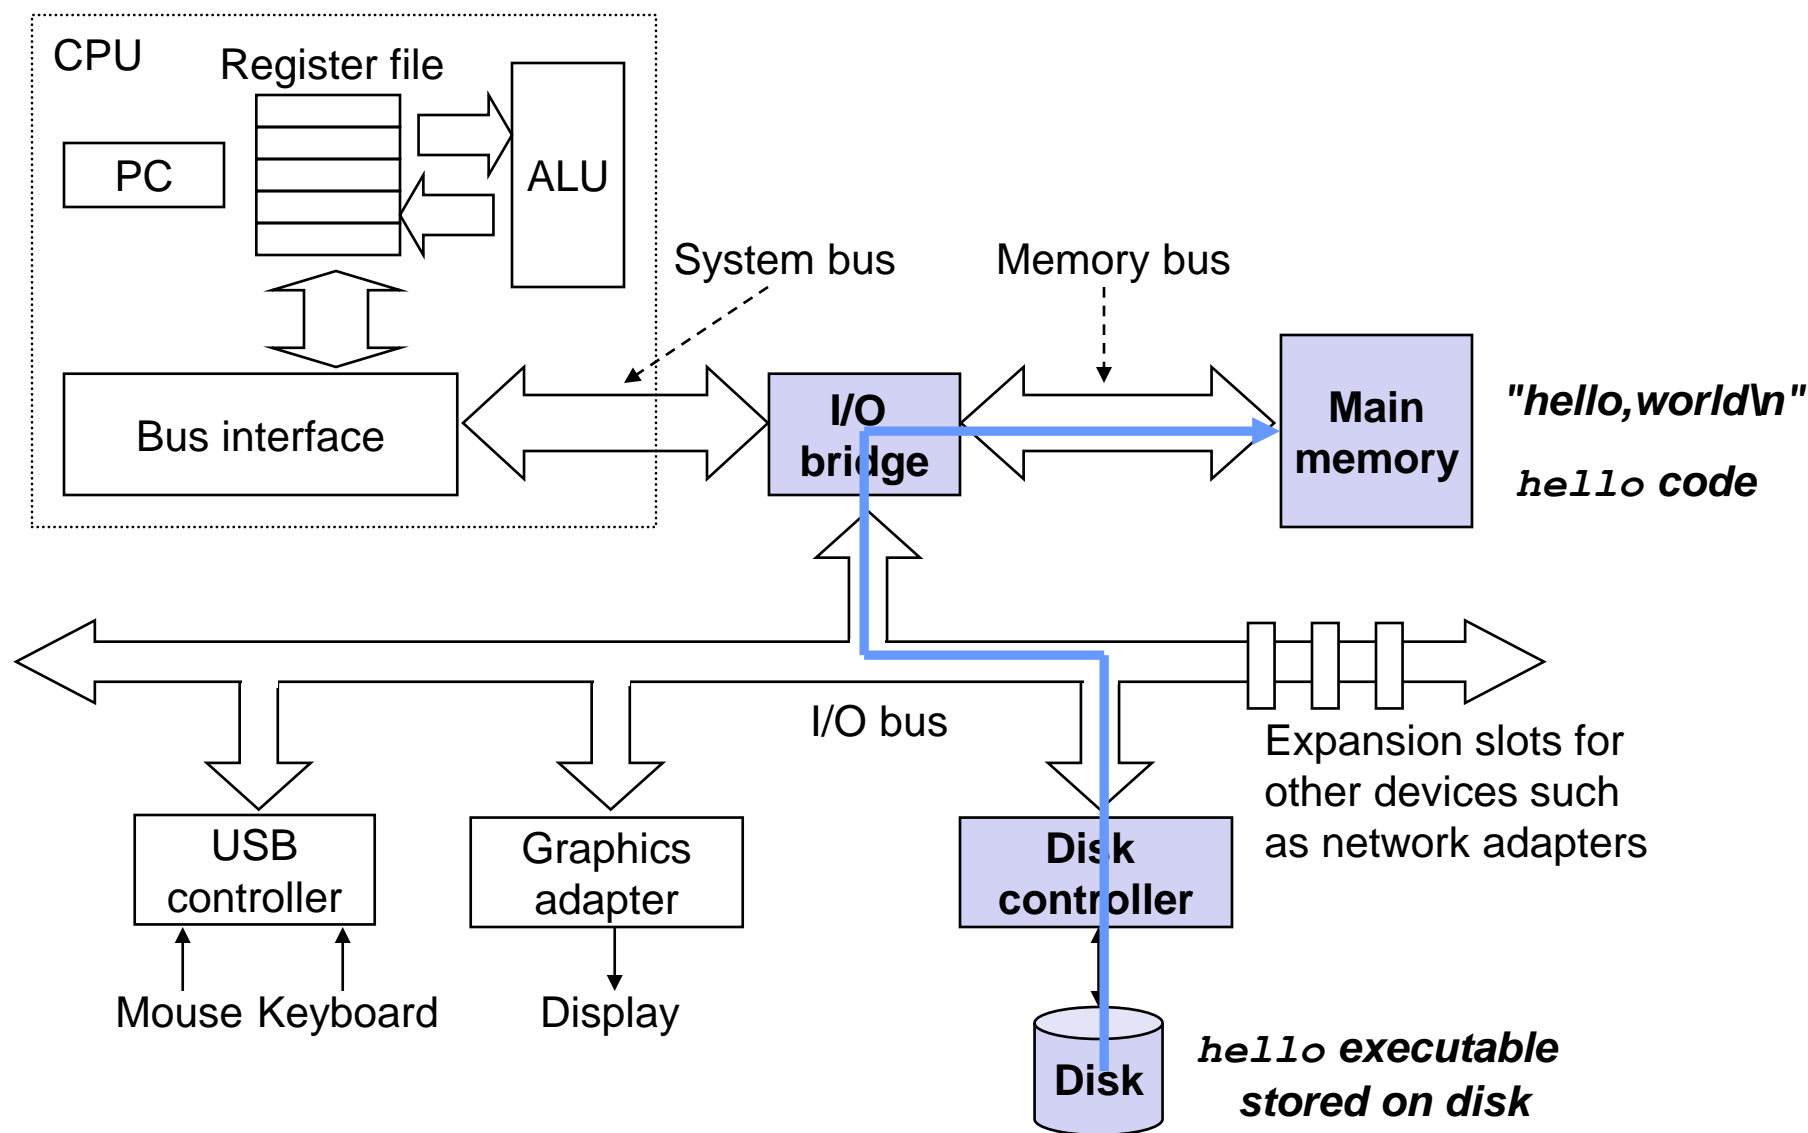 CPU
Register file
PC
ALU
System bus
Memory bus
Bus interface
I/O
bridge
Main
memory
"hello,world\n"
hello code
I/O bus
Expansion slots for
other devices such
as network adapters
USB
controller
Graphics
adapter
Disk
controller
Mouse
Keyboard
Display
Disk
hello executable
stored on disk